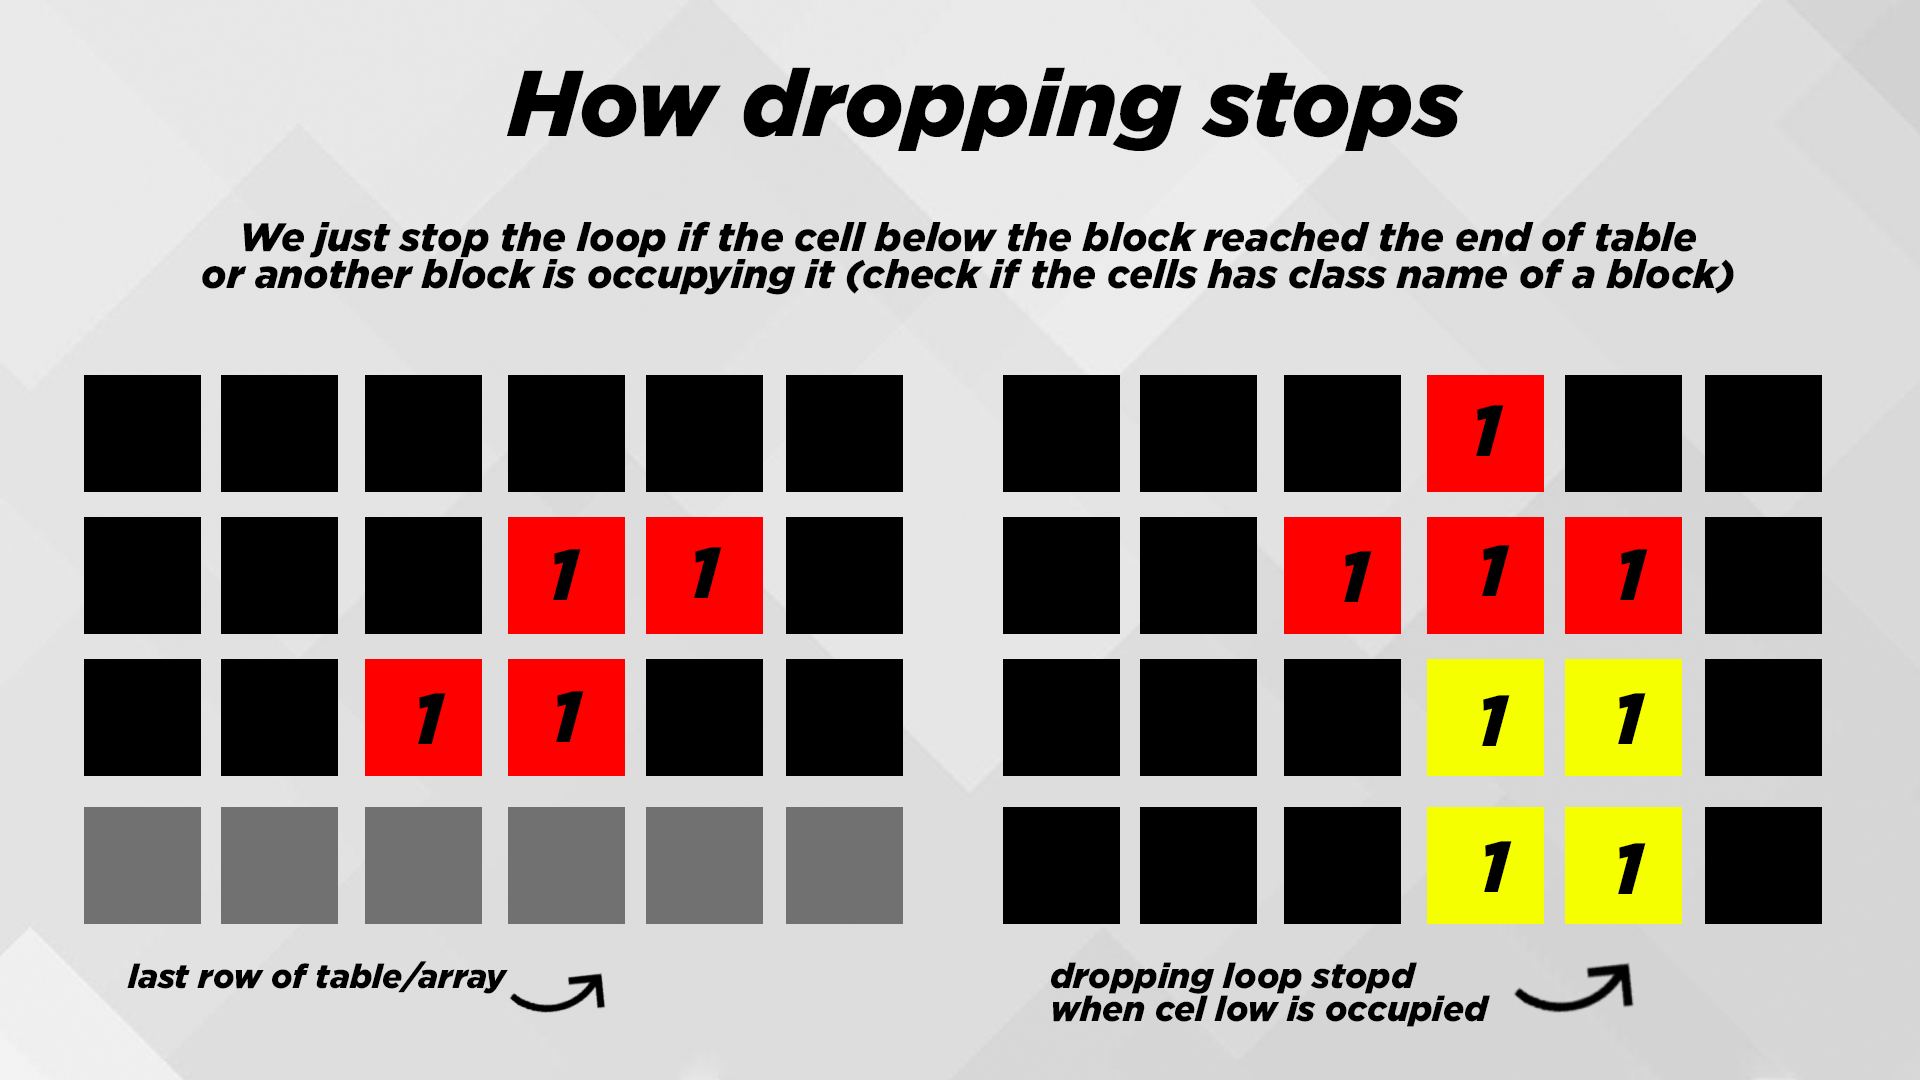 How dropping stops
We just stop the loop if the cell below the block reached the end of table
or another block is occupying it (check if the cells has class name of a block)
1
1 1
1 1 1
1 1
1 1
1 1
last row of table/array
dropping loop stopd
when cel low is occupied